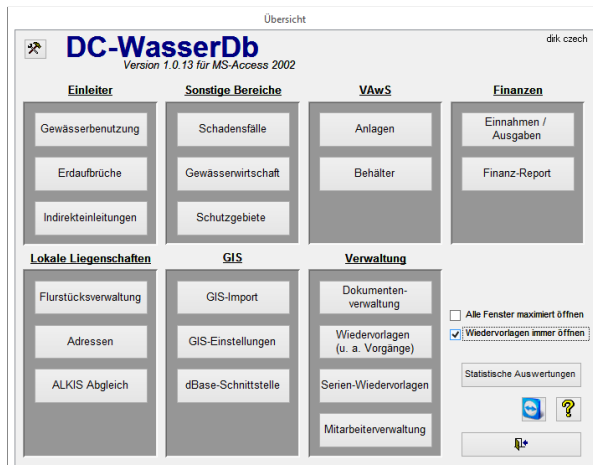 Übersicht
DC-WasserDb
Version 1.0.13 für MS-Access 2002
dirk czech
Einleiter
Gewässerbenutzung
Erdaufbrüche
Indirekteinleitungen
Sonstige Bereiche
Schadensfälle
Gewässerwirtschaft
Schutzgebiete
VAwS
Anlagen
Behälter
Finanzen
Einnahmen /
Ausgaben
Finanz-Report
Lokale Liegenschaften
Flurstücksverwaltung
Adressen
ALKIS Abgleich
GIS
GIS-Import
GIS-Einstellungen
dBase-Schnittstelle
Verwaltung
Dokumenten-
verwaltung
Wiedervorlagen
(u. a. Vorgänge)
Serien-Wiedervorlagen
Mitarbeiterverwaltung
Alle Fenster maximiert öffnen
Wiedervorlagen immer öffnen
Statistische Auswertungen
?